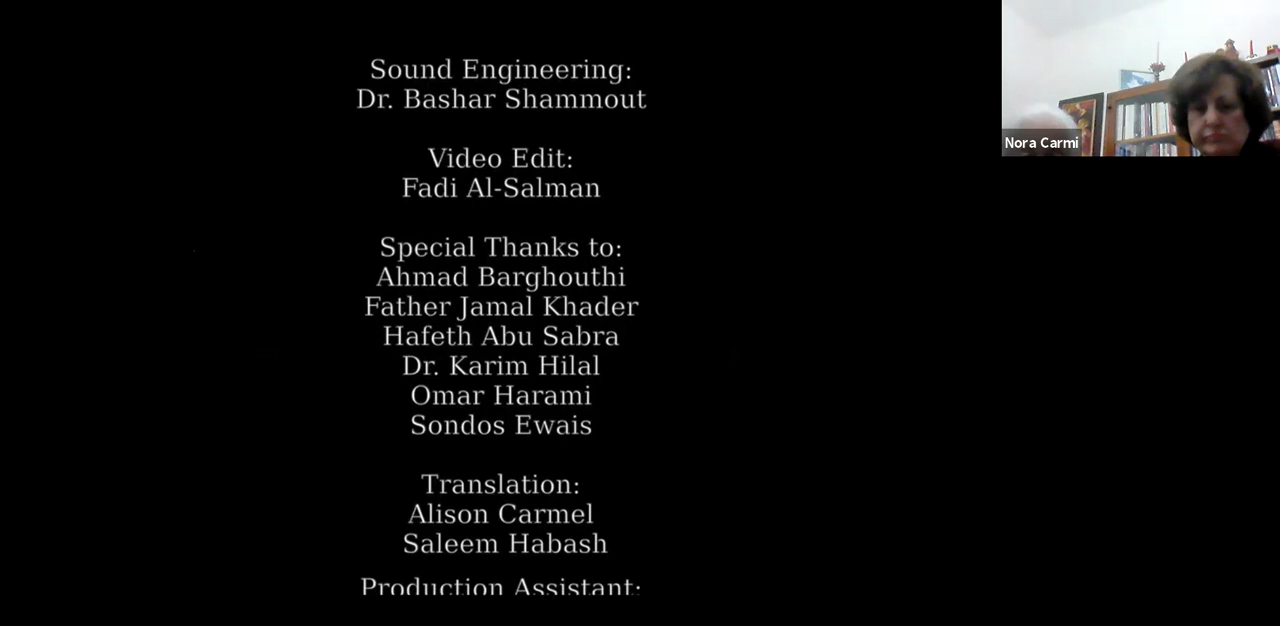 Sound Engineering:
Dr. Bashar Shammout
Video Edit:
Fadi Al-Salman
Special Thanks to:
Ahmad Barghouthi
Father Jamal Khader
Hafeth Abu Sabra
Dr. Karim Hilal
Omar Harami
Sondos Ewais
Translation:
Alison Carmel
Saleem Habash
Production Assistant:
Nora Carmi